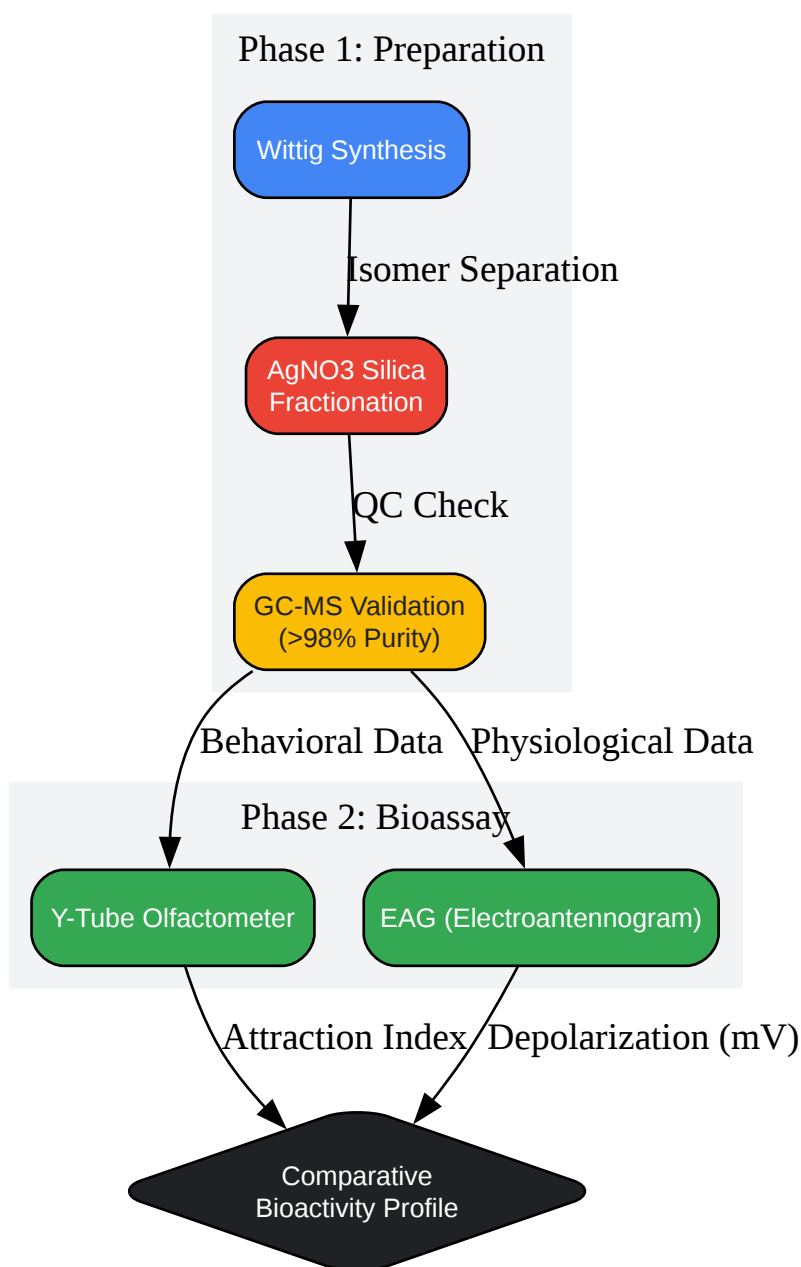 Phase 1: Preparation
Wittig Synthesis
Isomer Separation
AgNO3 Silica
Fractionation
QC Check
GC-MS Validation
(>98% Purity)
Behavioral Data
Physiological Data
Phase 2: Bioassay
Y-Tube Olfactometer
EAG (Electroantennogram)
Attraction Index
Depolarization (mV)
Comparative
Bioactivity Profile